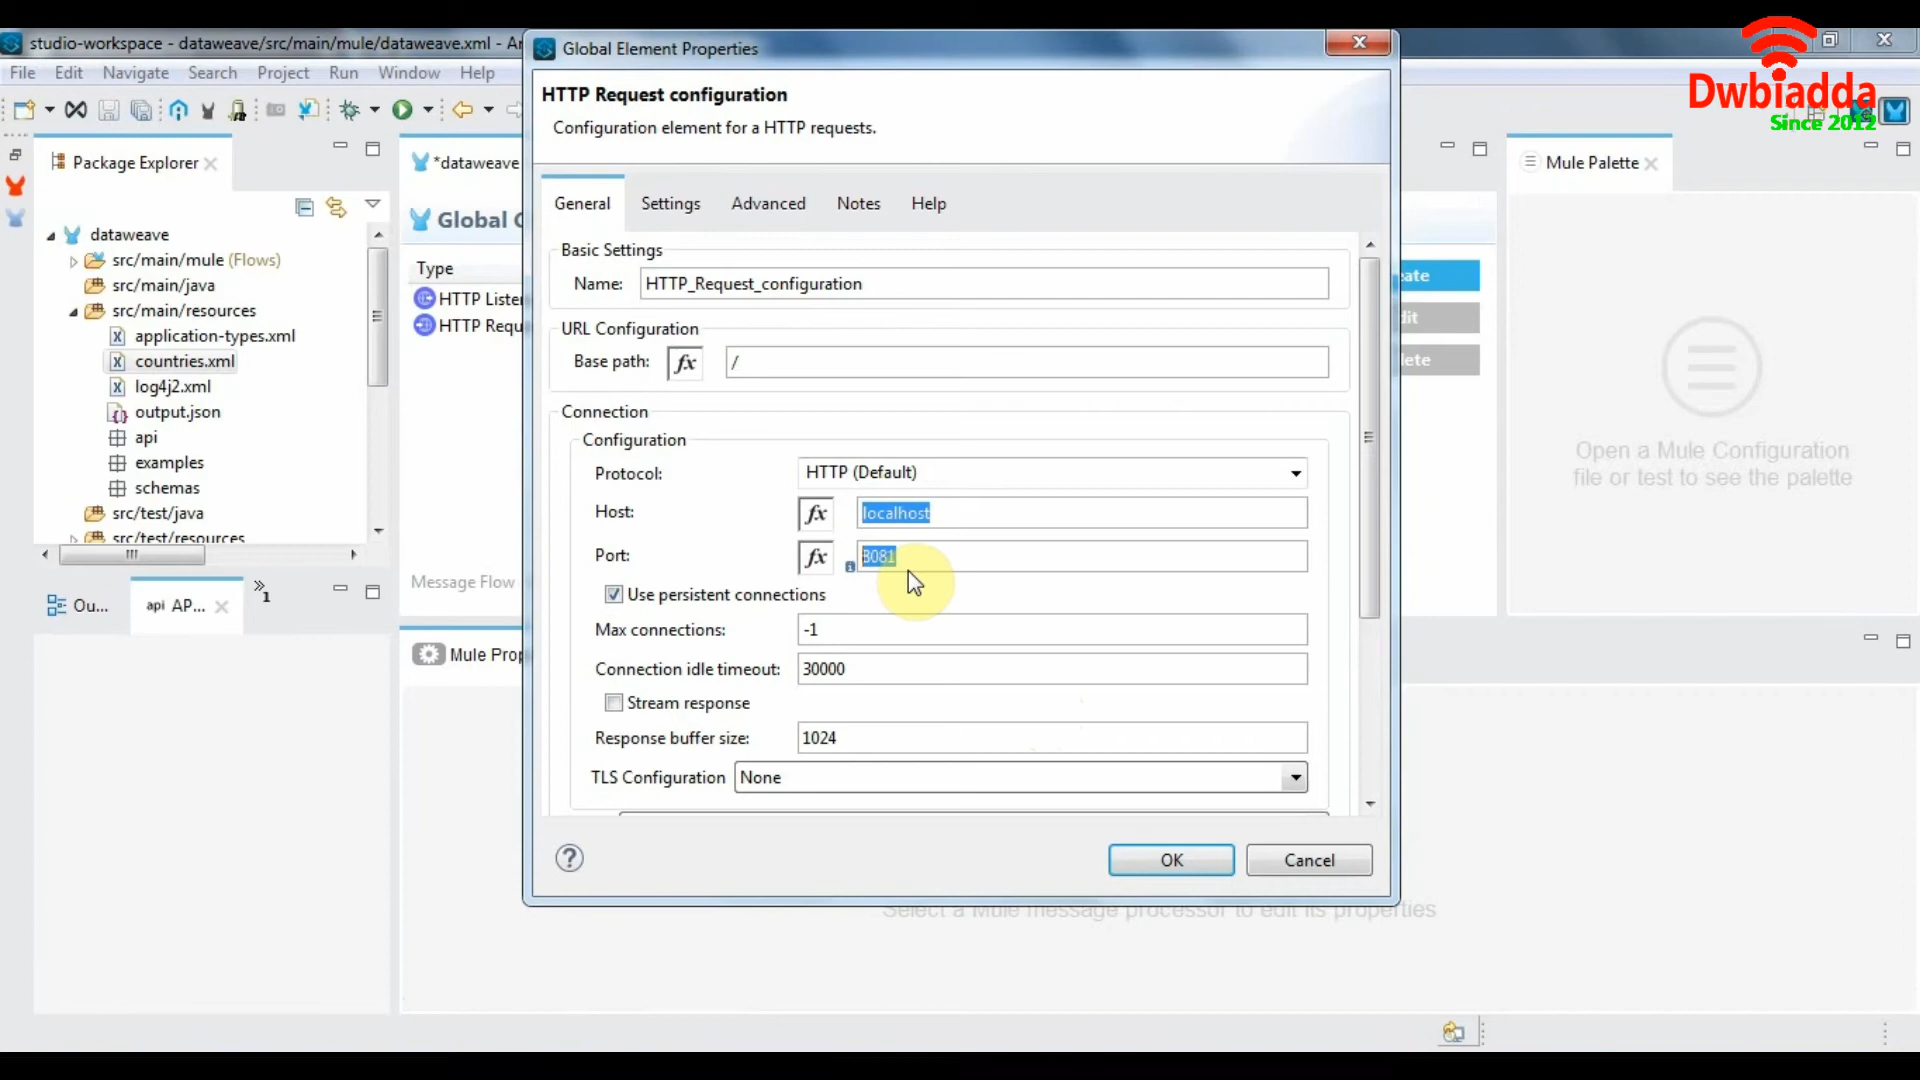 studio-workspace - dataweave/src/main/mule/dataweave.xml - Ar
Global Element Properties
Dwbiadda
Since 2012
File Edit Navigate Search Project Run Window Help
HTTP Request configuration
Configuration element for a HTTP requests.
Package Explorer
*dataweave
Mule Palette
General Settings Advanced Notes Help
Global C
dataweave
src/main/mule (Flows)
src/main/java
src/main/resources
application-types.xml
countries.xml
log4j2.xml
output.json
api
examples
schemas
src/test/java
src/test/resources
Type
HTTP Lister
HTTP Requ
Message Flow
Basic Settings
Name: HTTP_Request_configuration
URL Configuration
Base path: fx /
Connection
Configuration
Protocol: HTTP (Default)
Host: fx localhost
Port: fx 8081
Use persistent connections
Max connections: -1
Connection idle timeout: 30000
Stream response
Response buffer size: 1024
TLS Configuration None
OK Cancel
ate
dit
lete
Open a Mule Configuration
file or test to see the palette
Ou...
api AP...
1
Mule Prop
Select a Mule message processor to edit its properties